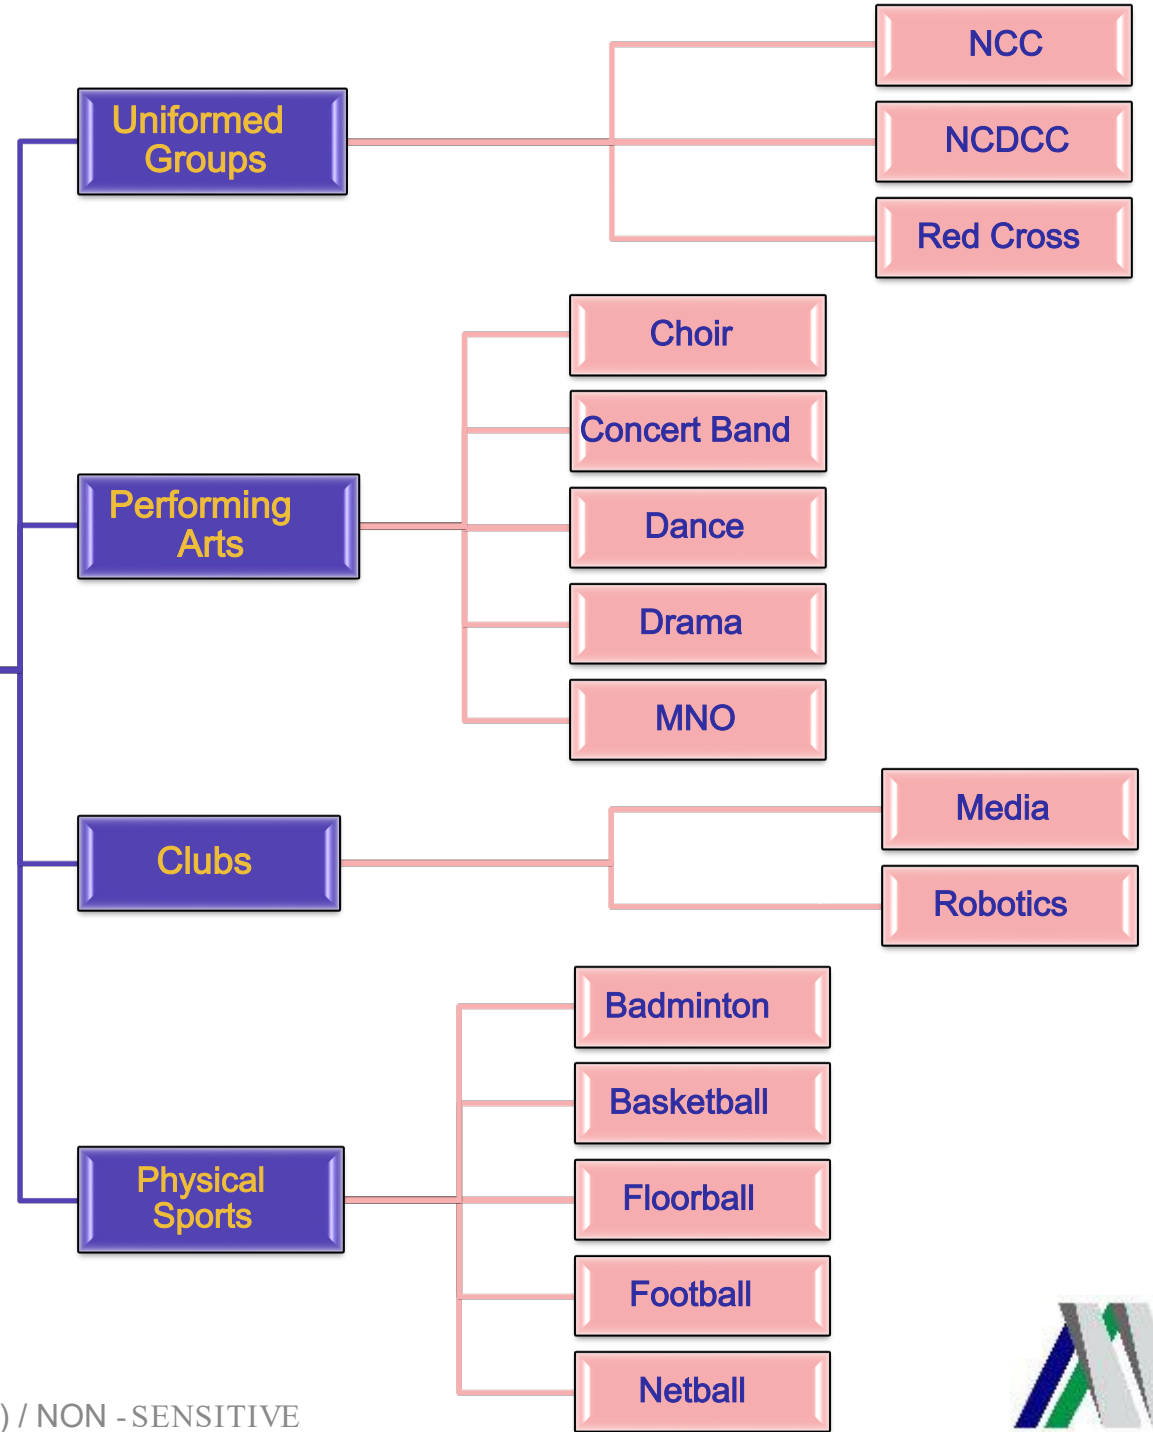 NCC
Uniformed
Groups
NCDCC
Red Cross
Choir
Concert Band
Performing
Arts
Dance
Drama
MNO
Media
Clubs
Robotics
Badminton
Basketball
Physical
Sports
Floorball
Football
Netball
) / NON - SENSITIVE